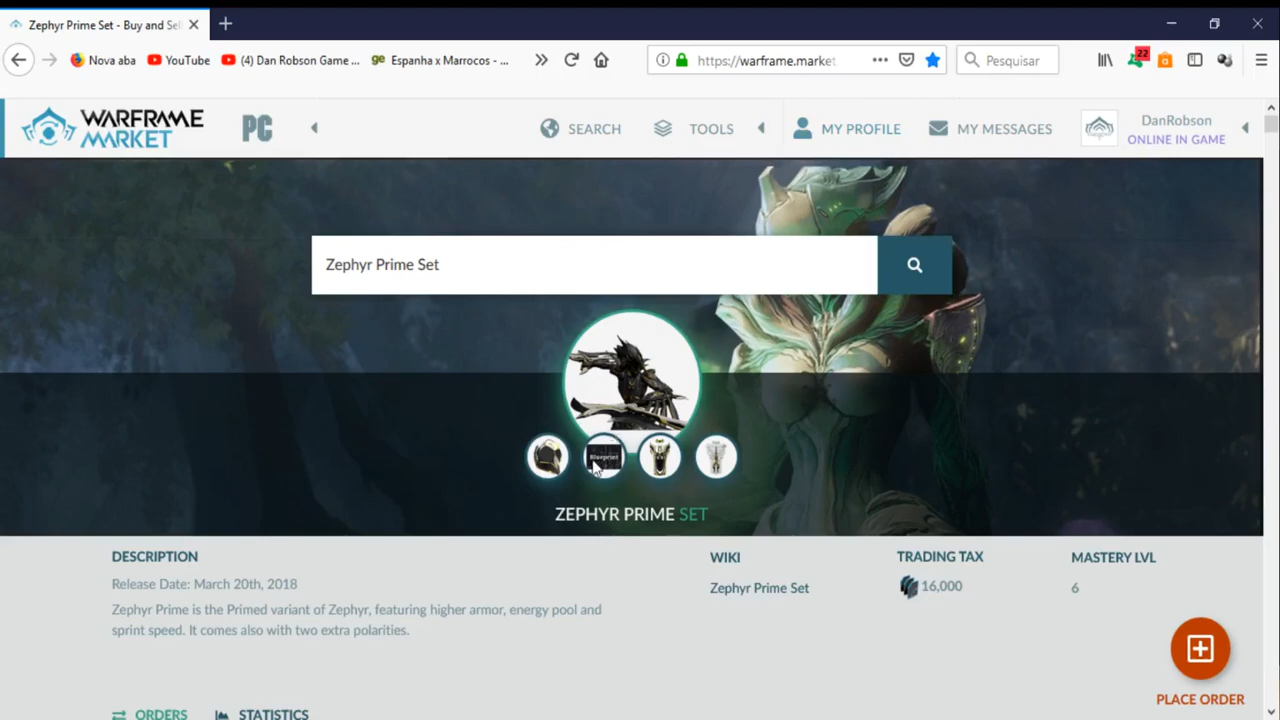 Zephyr Prime Set - Buy and Sel
Nova aba
YouTube
(4) Dan Robson Game ...
Espanha x Marrocos - ...
https://warframe.market
Pesquisar
22
WARFRAME
MARKET
PC
SEARCH
TOOLS
MY PROFILE
MY MESSAGES
DanRobson
ONLINE IN GAME
Zephyr Prime Set
Blueprint
ZEPHYR PRIME SET
DESCRIPTION
Release Date: March 20th, 2018
Zephyr Prime is the Primed variant of Zephyr, featuring higher armor, energy pool and
sprint speed. It comes also with two extra polarities.
WIKI
Zephyr Prime Set
TRADING TAX
16,000
MASTERY LVL
6
PLACE ORDER
ORDERS
STATISTICS